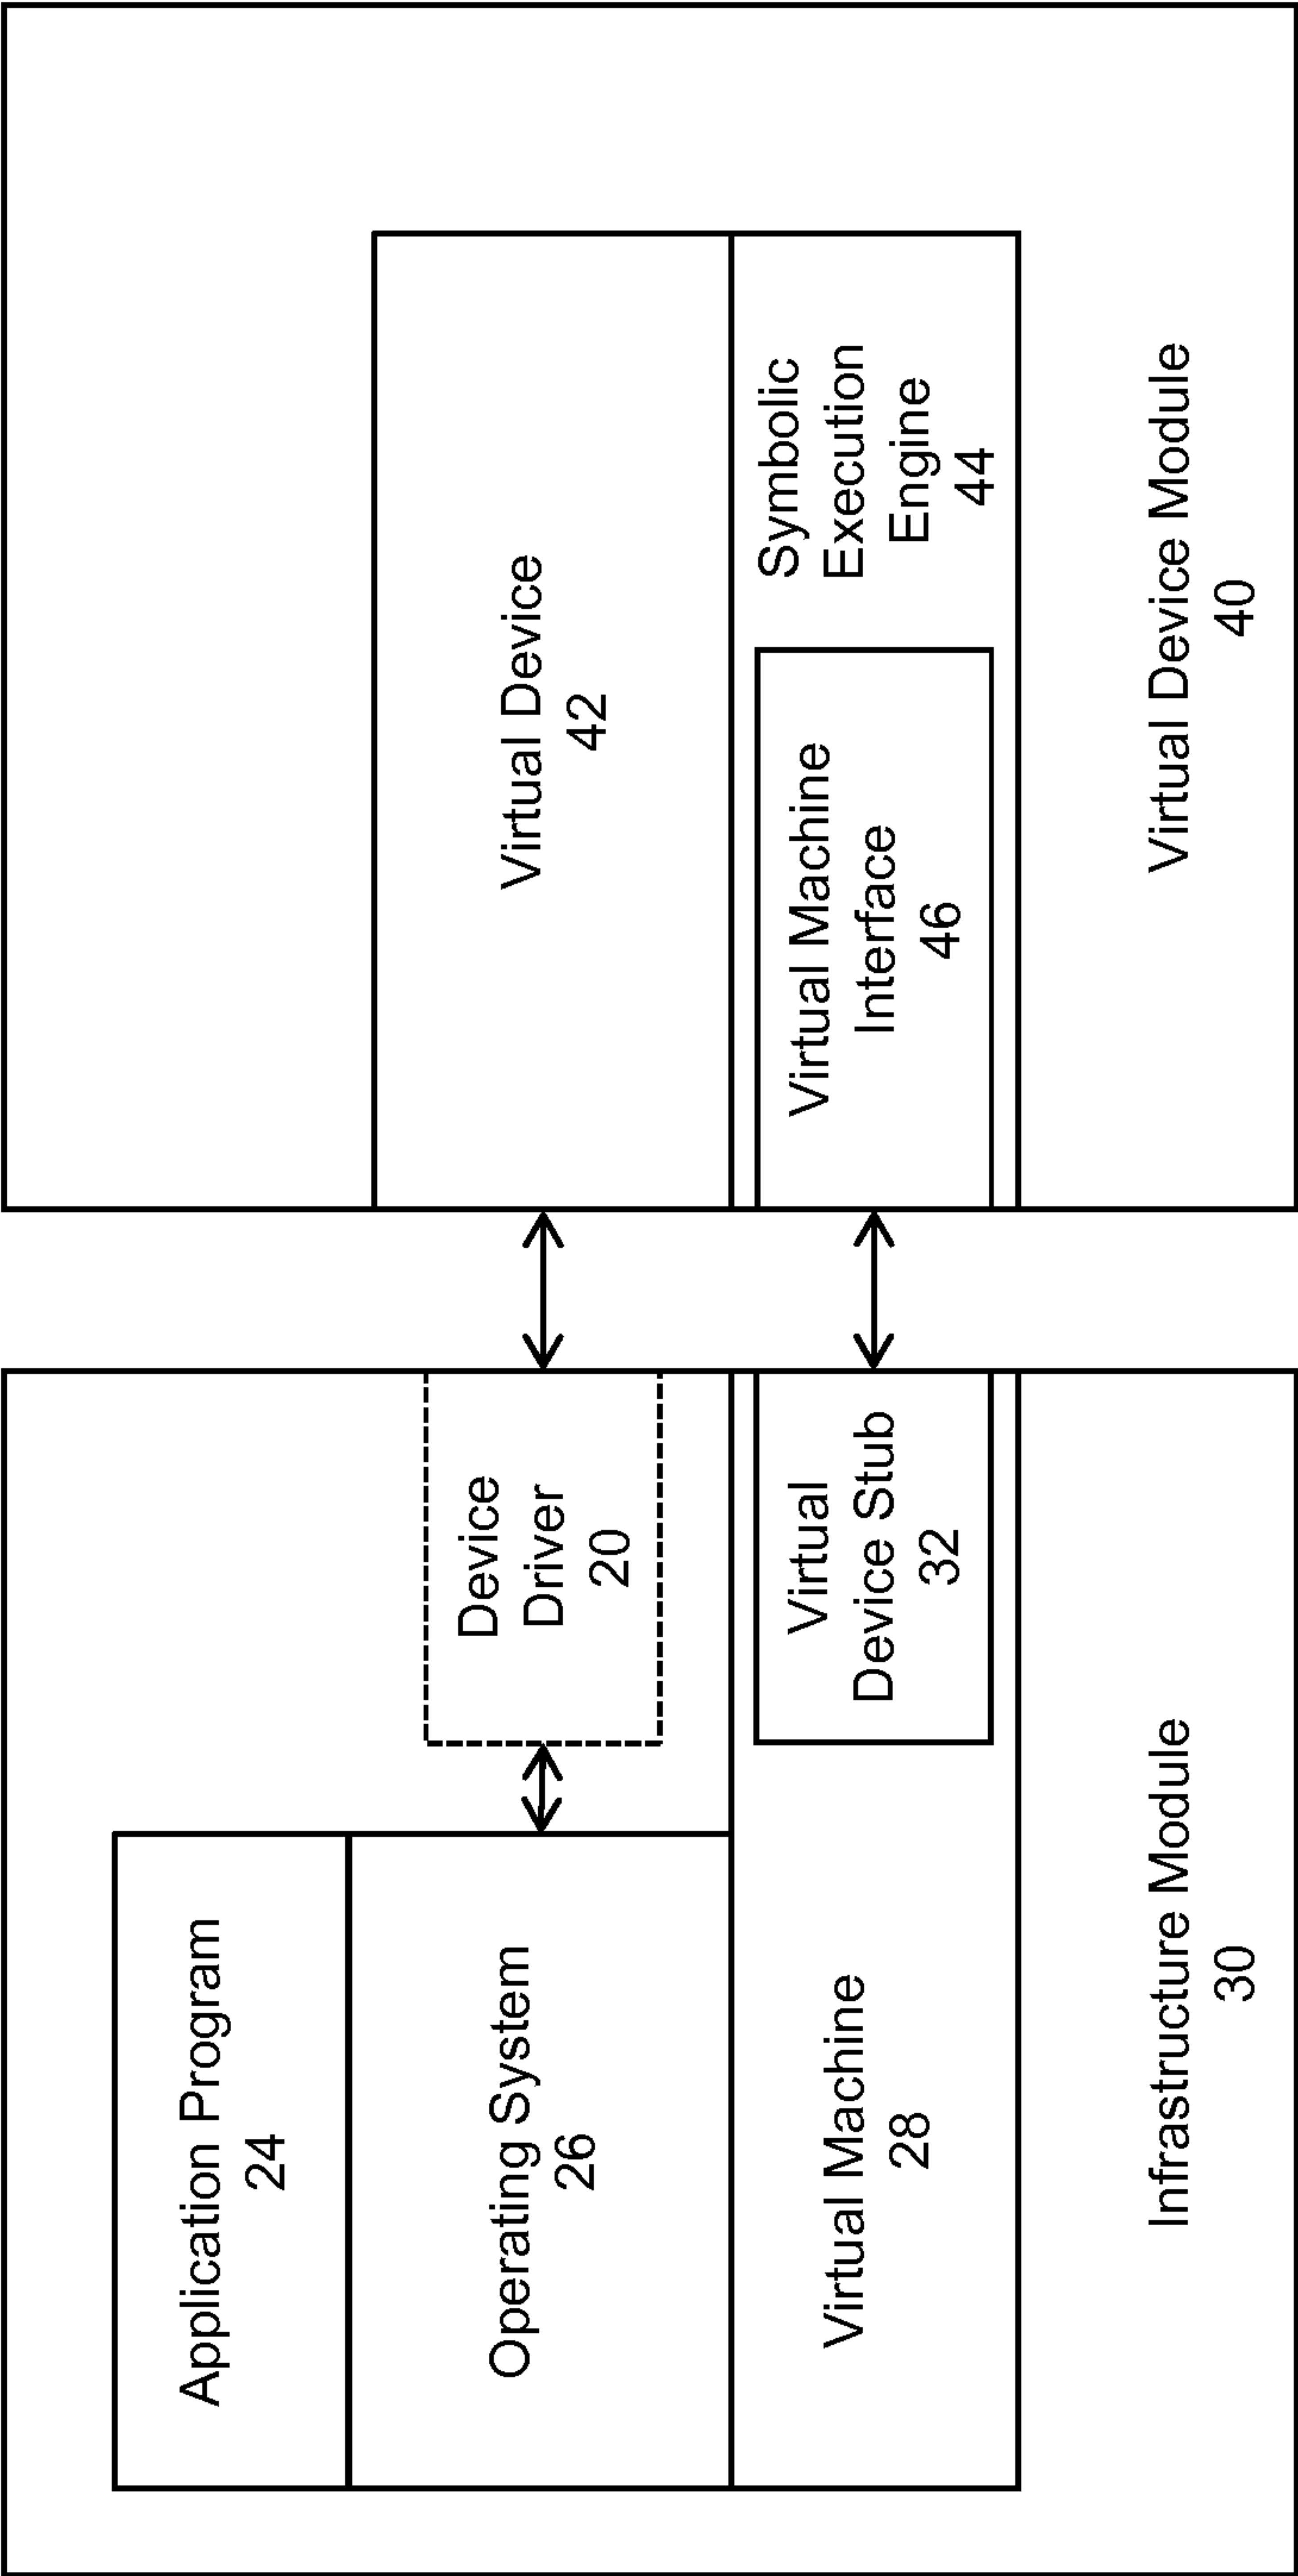 Application Program
24
Operating System
26
Device
Driver
20
Virtual Machine
28
Virtual
Device Stub
32
Infrastructure Module
30
Virtual Device
42
Virtual Machine
Interface
46
Symbolic
Execution
Engine
44
Virtual Device Module
40